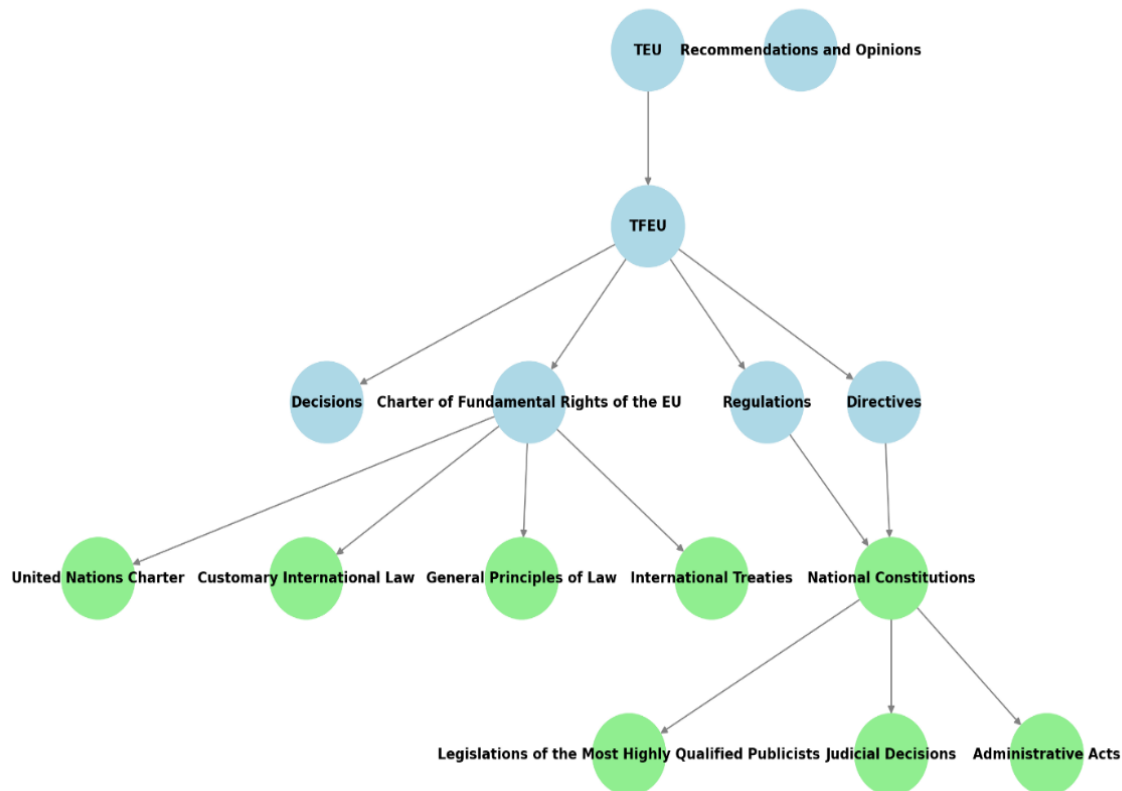 TEU
Recommendations and Opinions
TFEU
Decisions
Charter of Fundamental Rights of the EU
Regulations
Directives
United Nations Charter
Customary International Law
General Principles of Law
International Treaties
National Constitutions
Legislations of the Most Highly Qualified Publicists
Judicial Decisions
Administrative Acts